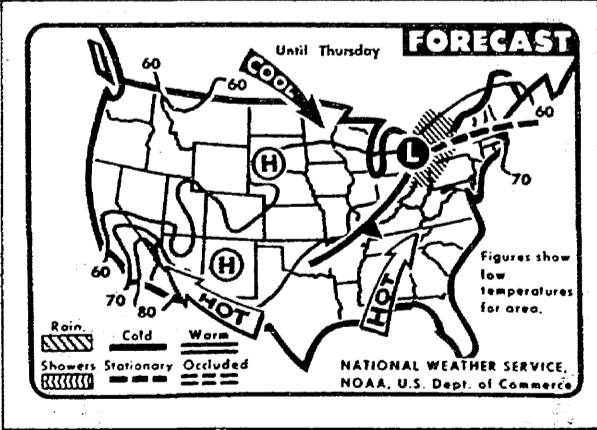 FORECAST
Until Thursday
COOL
60
60
60
70
H
L
H
60
70
80
HOT
HOT
Figures show
low
temperatures
for area.
Rain
Cold
Warm
Showers
Stationary
Occluded
NATIONAL WEATHER SERVICE,
NOAA, U.S. Dept. of Commerce